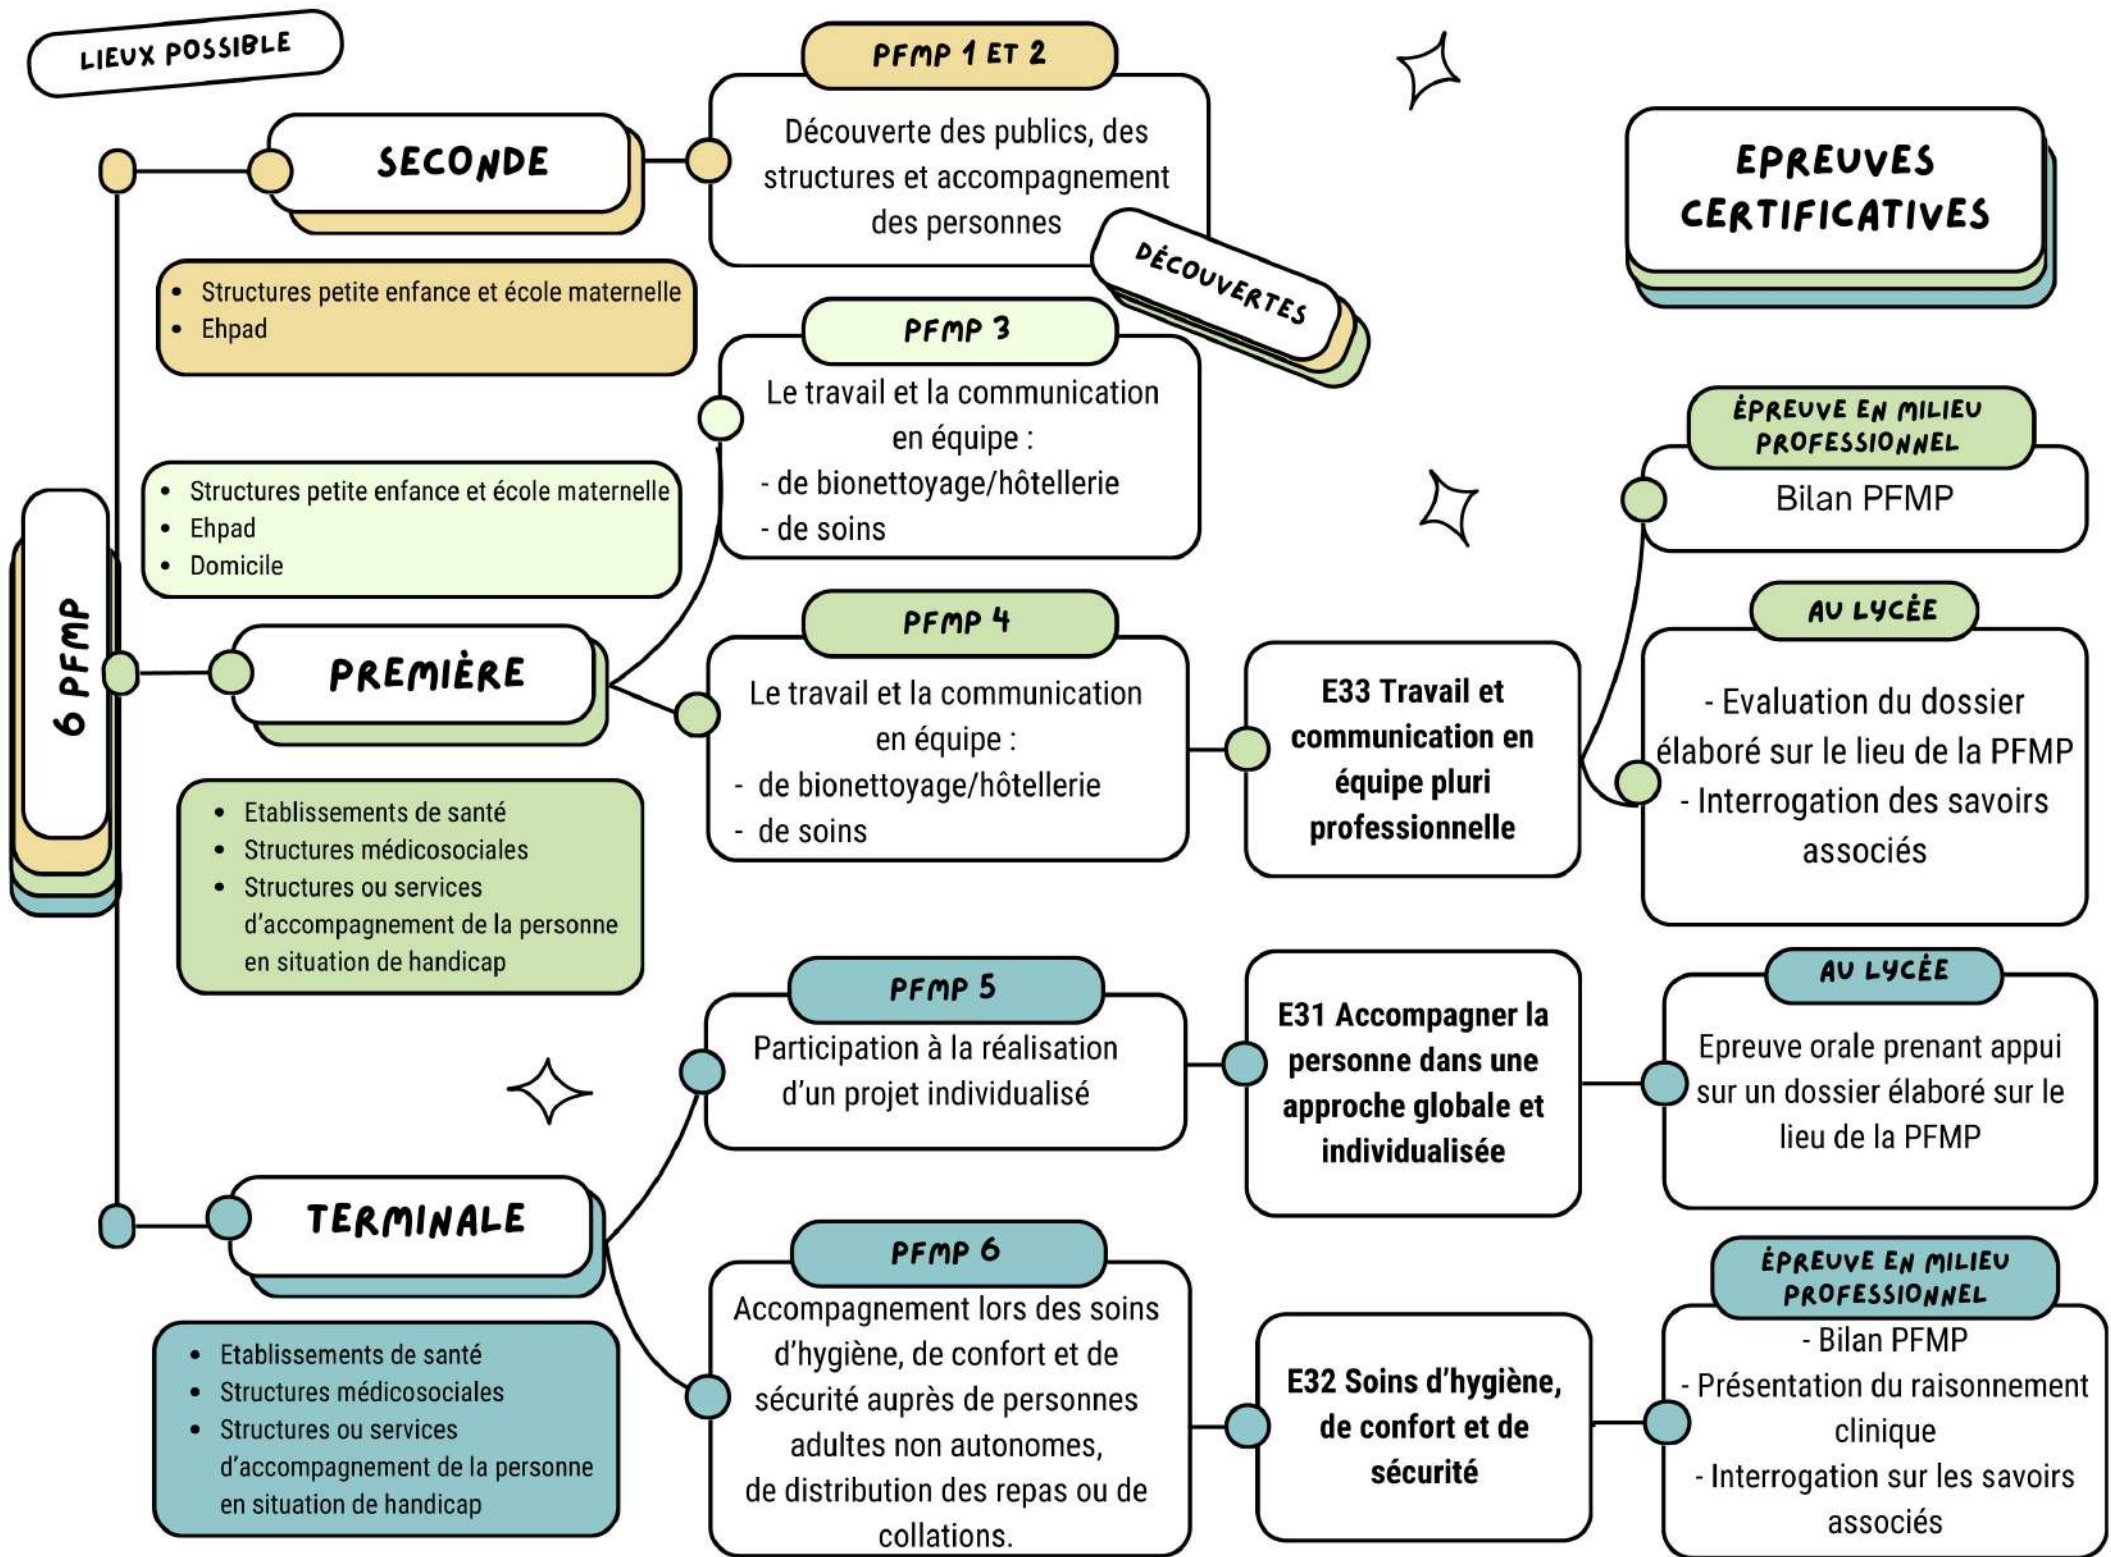 LIEUX POSSIBLE
6 PFMP
SECONDE
PFMP 1 ET 2
Découverte des publics, des
structures et accompagnement
des personnes
DÉCOUVERTES
EPREUVES
CERTIFICATIVES
• Structures petite enfance et école maternelle
• Ehpad
PFMP 3
Le travail et la communication
en équipe :
- de bionettoyage/hôtellerie
- de soins
• Structures petite enfance et école maternelle
• Ehpad
• Domicile
PREMIÈRE
PFMP 4
Le travail et la communication
en équipe :
- de bionettoyage/hôtellerie
- de soins
E33 Travail et
communication en
équipe pluri
professionnelle
ÉPREUVE EN MILIEU
PROFESSIONNEL
Bilan PFMP
AU LYCÉE
- Evaluation du dossier
élaboré sur le lieu de la PFMP
- Interrogation des savoirs
associés
• Etablissements de santé
• Structures médicosociales
• Structures ou services
d'accompagnement de la personne
en situation de handicap
PFMP 5
Participation à la réalisation
d'un projet individualisé
E31 Accompagner la
personne dans une
approche globale et
individualisée
AU LYCÉE
Epreuve orale prenant appui
sur un dossier élaboré sur le
lieu de la PFMP
TERMINALE
PFMP 6
Accompagnement lors des soins
d'hygiène, de confort et de
sécurité auprès de personnes
adultes non autonomes,
de distribution des repas ou de
collations.
E32 Soins d'hygiène,
de confort et de
sécurité
ÉPREUVE EN MILIEU
PROFESSIONNEL
- Bilan PFMP
- Présentation du raisonnement
clinique
- Interrogation sur les savoirs
associés
• Etablissements de santé
• Structures médicosociales
• Structures ou services
d'accompagnement de la personne
en situation de handicap